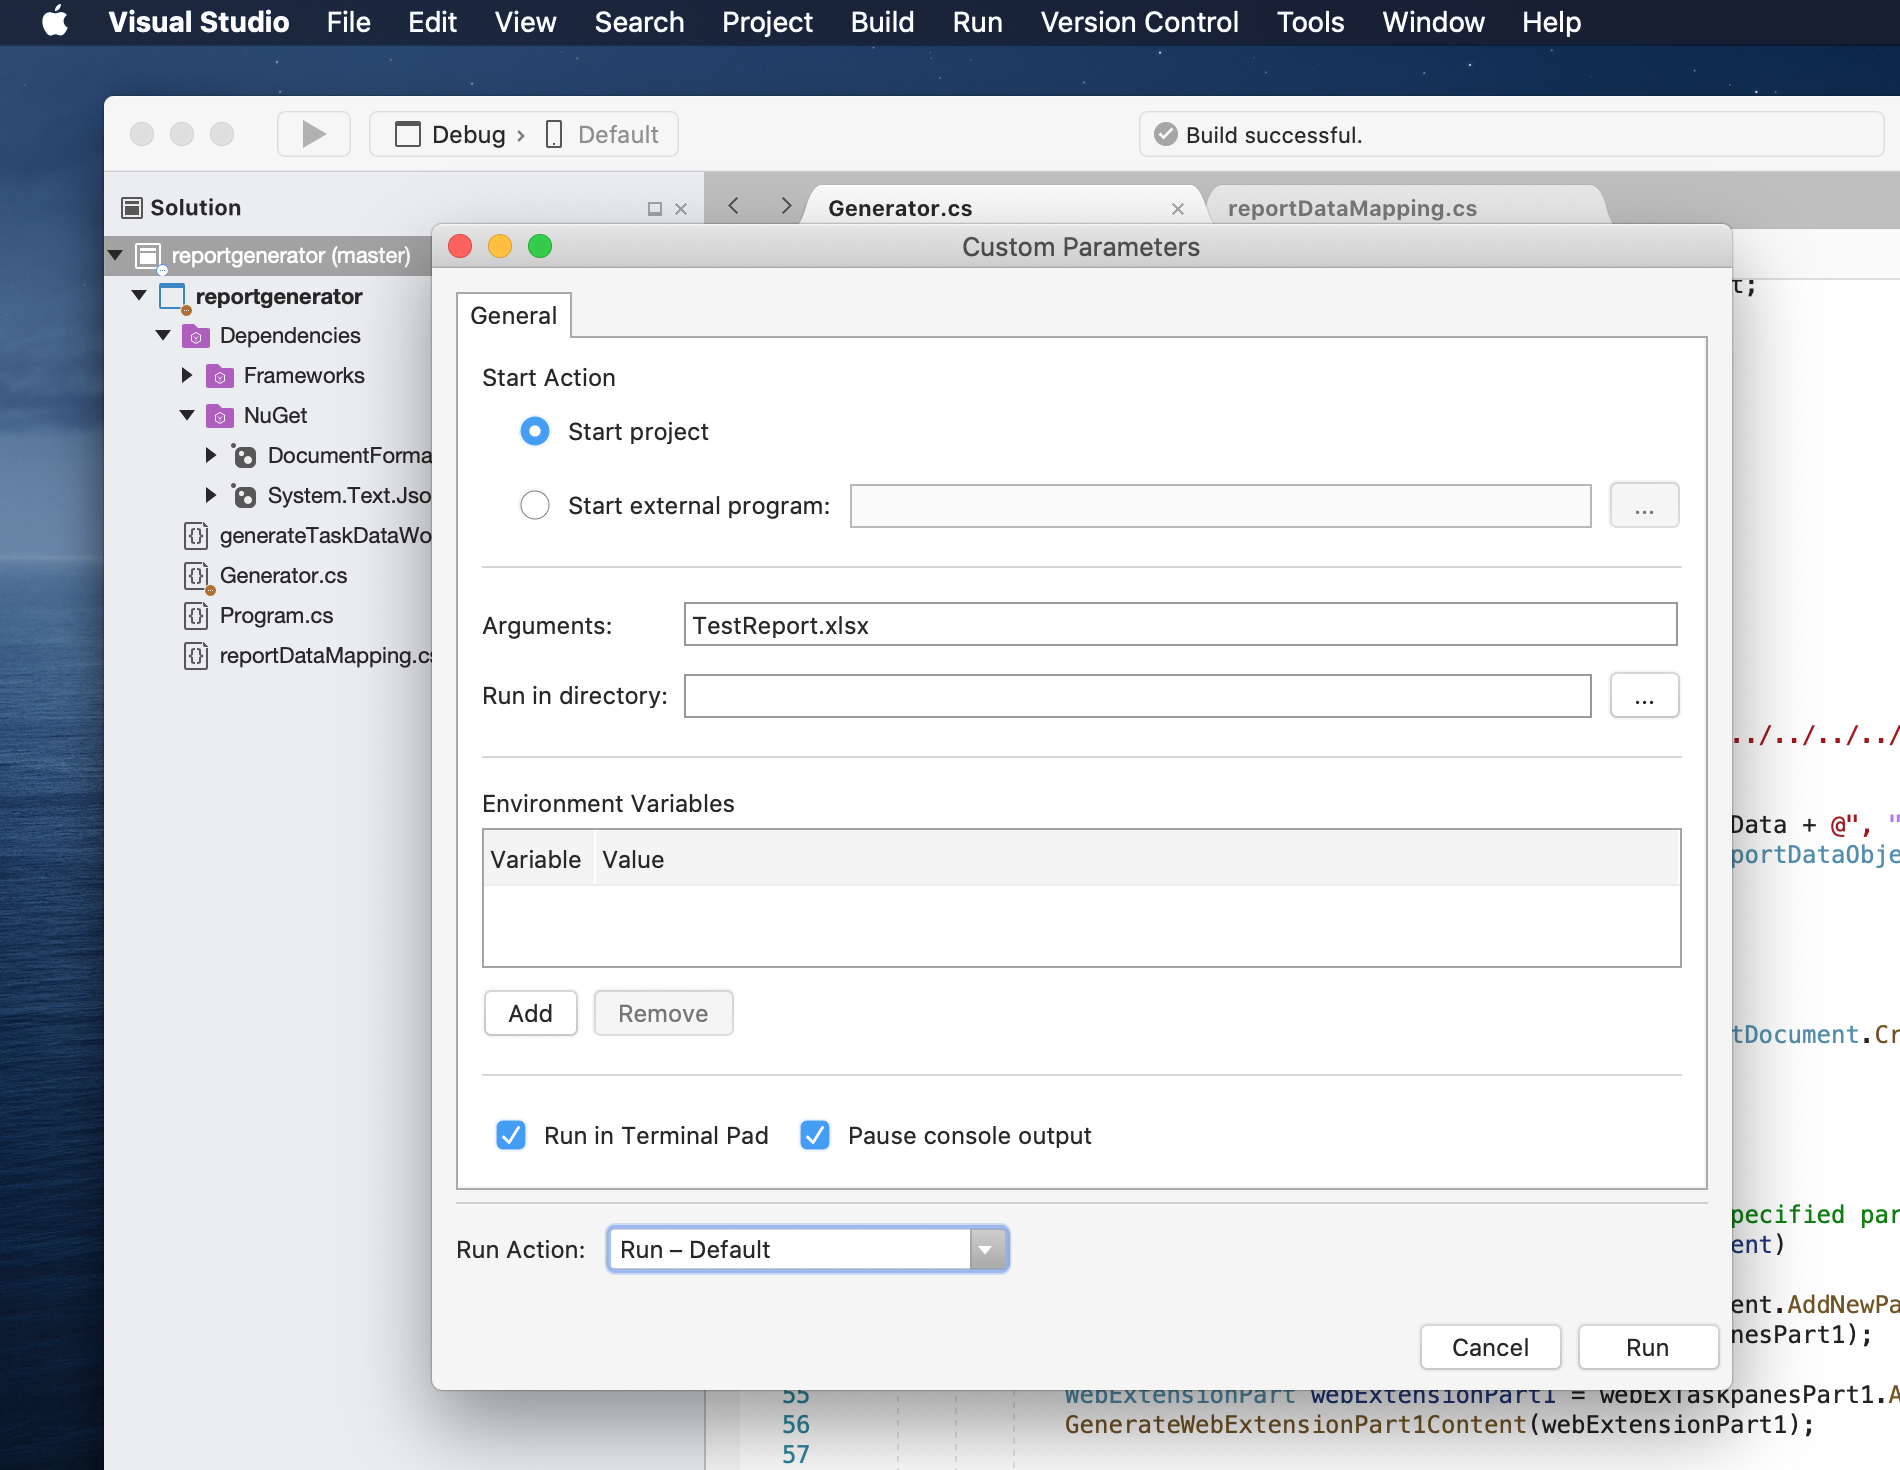 Visual Studio File Edit View Search Project Build Run Version Control Tools Window Help
Debug › Default
Build successful.
Solution
Generator.cs
reportDataMapping.cs
reportgenerator (master)
reportgenerator
Dependencies
Frameworks
NuGet
DocumentForma
System.Text.Jso
generateTaskDataWo
Generator.cs
Program.cs
reportDataMapping.cs
Custom Parameters
General
Start Action
Start project
Start external program:
...
Arguments: TestReport.xlsx
Run in directory:
...
Environment Variables
Variable Value
Add Remove
Run in Terminal Pad Pause console output
Run Action: Run – Default
Cancel Run
t;
../../../../
Data + @", "
portDataObje
tDocument.Cr
pecified par
ent)
ent.AddNewPa
nesPart1);
55 WebExtensionPart webExtensionPart1 = webExTaskpanesPart1.A
56 GenerateWebExtensionPart1Content(webExtensionPart1);
57